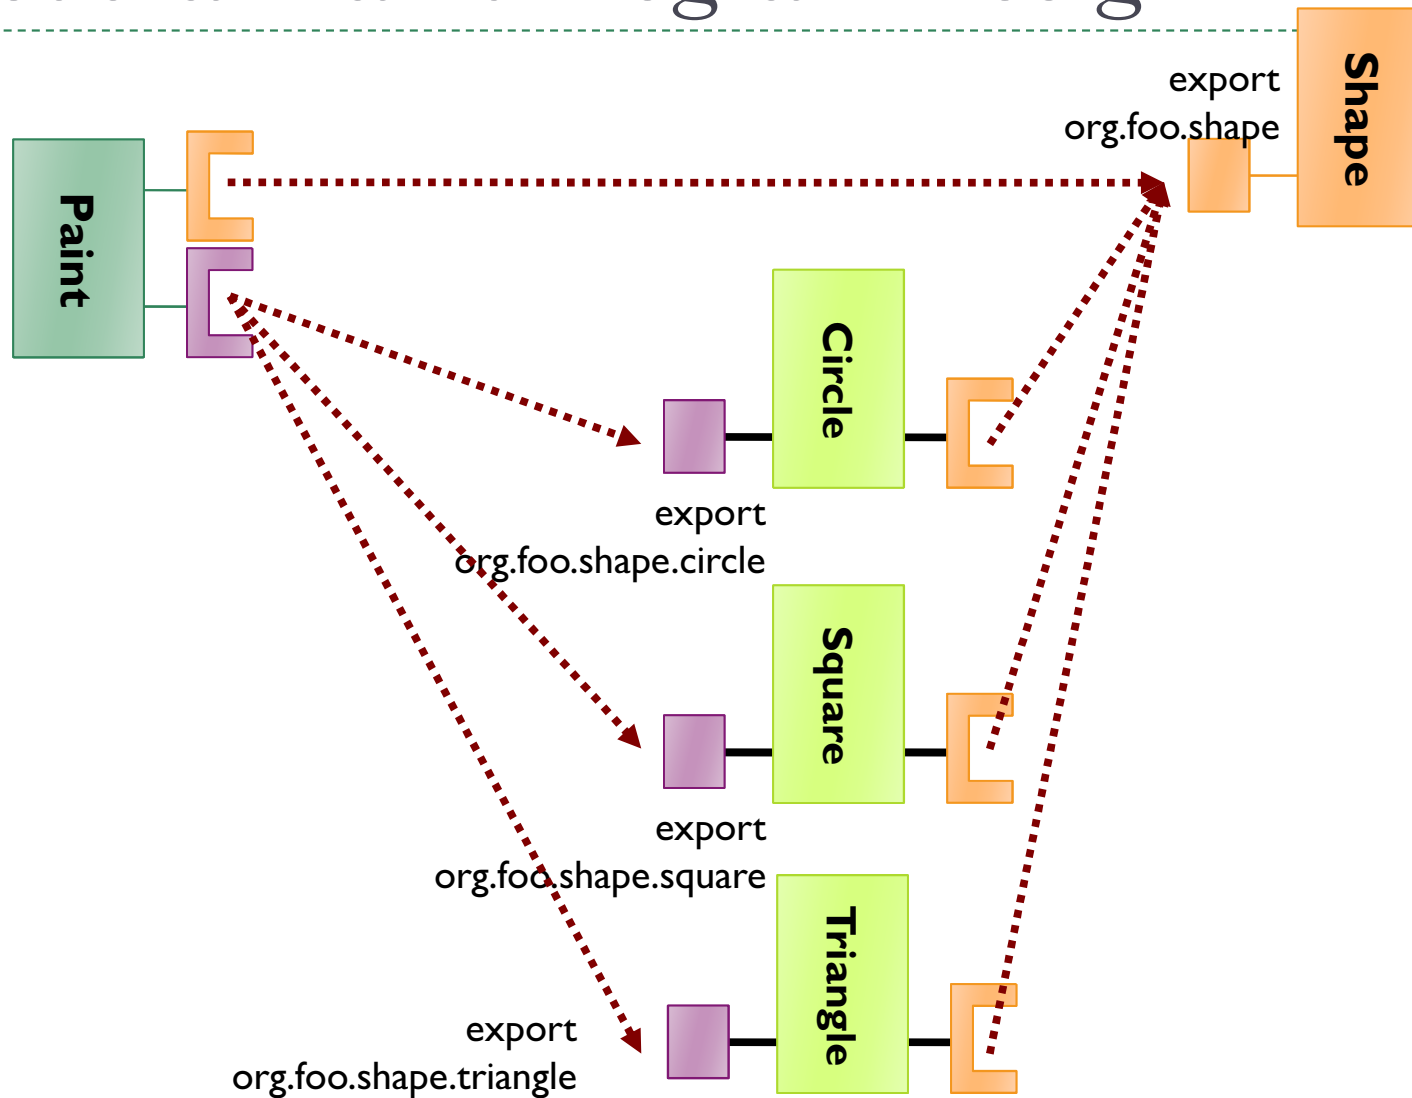 Shape
export
org.foo.shape
Paint
Circle
export
org.foo.shape.circle
Square
export
org.foo.shape.square
Triangle
export
org.foo.shape.triangle